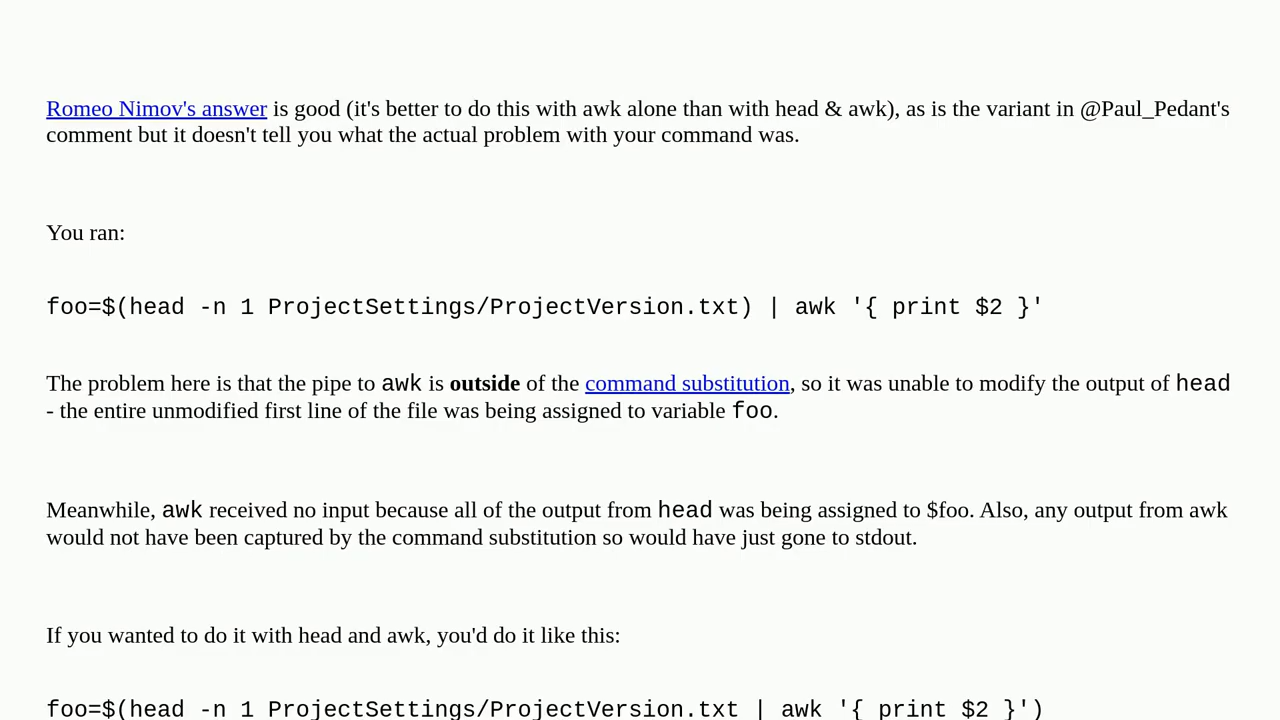 Romeo Nimov's answer is good (it's better to do this with awk alone than with head & awk), as is the variant in @Paul_Pedant's
comment but it doesn't tell you what the actual problem with your command was.
You ran:
foo=$(head -n 1 ProjectSettings/ProjectVersion.txt) | awk '{ print $2 }'
The problem here is that the pipe to awk is outside of the command substitution, so it was unable to modify the output of head
- the entire unmodified first line of the file was being assigned to variable foo.
Meanwhile, awk received no input because all of the output from head was being assigned to $foo. Also, any output from awk
would not have been captured by the command substitution so would have just gone to stdout.
If you wanted to do it with head and awk, you'd do it like this:
foo=$(head -n 1 ProjectSettings/ProjectVersion.txt | awk '{ print $2 }')